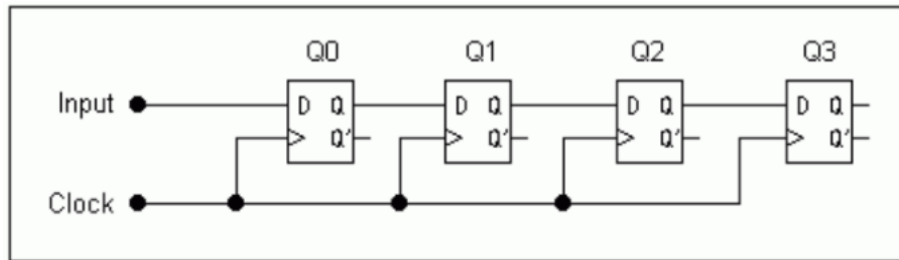 Q0 Q1 Q2 Q3
Input D Q D Q D Q D Q
Q' Q' Q' Q'
Clock